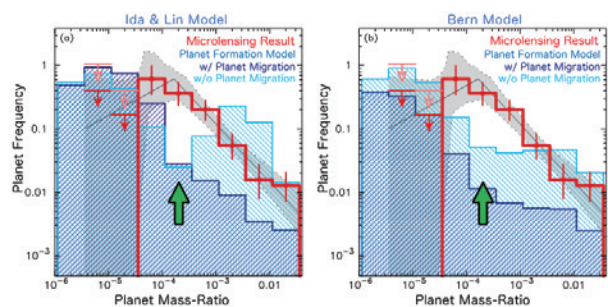 Ida & Lin Model
(a)
Microlensing Result
Planet Formation Model
w/ Planet Migration
w/o Planet Migration
Planet Frequency
1
0.1
0.01
10⁻³
10⁻⁶ 10⁻⁵ 10⁻⁴ 10⁻³ 0.01
Planet Mass-Ratio
Bern Model
(b)
Microlensing Result
Planet Formation Model
w/ Planet Migration
w/o Planet Migration
Planet Frequency
1
0.1
0.01
10⁻³
10⁻⁶ 10⁻⁵ 10⁻⁴ 10⁻³ 0.01
Planet Mass-Ratio